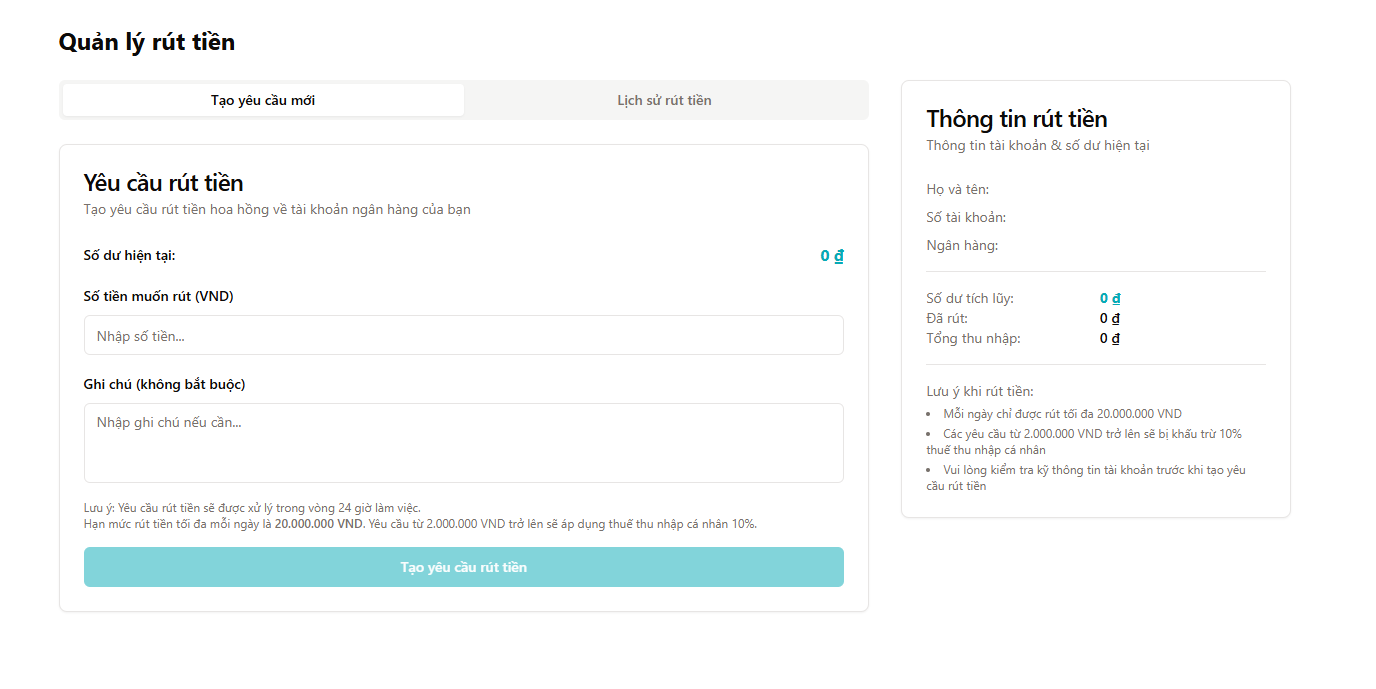 Quản lý rút tiền
Tạo yêu cầu mới
Lịch sử rút tiền
Yêu cầu rút tiền
Tạo yêu cầu rút tiền hoa hồng về tài khoản ngân hàng của bạn
Số dư hiện tại: 0 ₫
Số tiền muốn rút (VND)
Nhập số tiền...
Ghi chú (không bắt buộc)
Nhập ghi chú nếu cần...
Lưu ý: Yêu cầu rút tiền sẽ được xử lý trong vòng 24 giờ làm việc.
Hạn mức rút tiền tối đa mỗi ngày là 20.000.000 VND. Yêu cầu từ 2.000.000 VND trở lên sẽ áp dụng thuế thu nhập cá nhân 10%.
Tạo yêu cầu rút tiền
Thông tin rút tiền
Thông tin tài khoản & số dư hiện tại
Họ và tên:
Số tài khoản:
Ngân hàng:
Số dư tích lũy: 0 ₫
Đã rút: 0 ₫
Tổng thu nhập: 0 ₫
Lưu ý khi rút tiền:
• Mỗi ngày chỉ được rút tối đa 20.000.000 VND
• Các yêu cầu từ 2.000.000 VND trở lên sẽ bị khấu trừ 10%
thuế thu nhập cá nhân
• Vui lòng kiểm tra kỹ thông tin tài khoản trước khi tạo yêu
cầu rút tiền